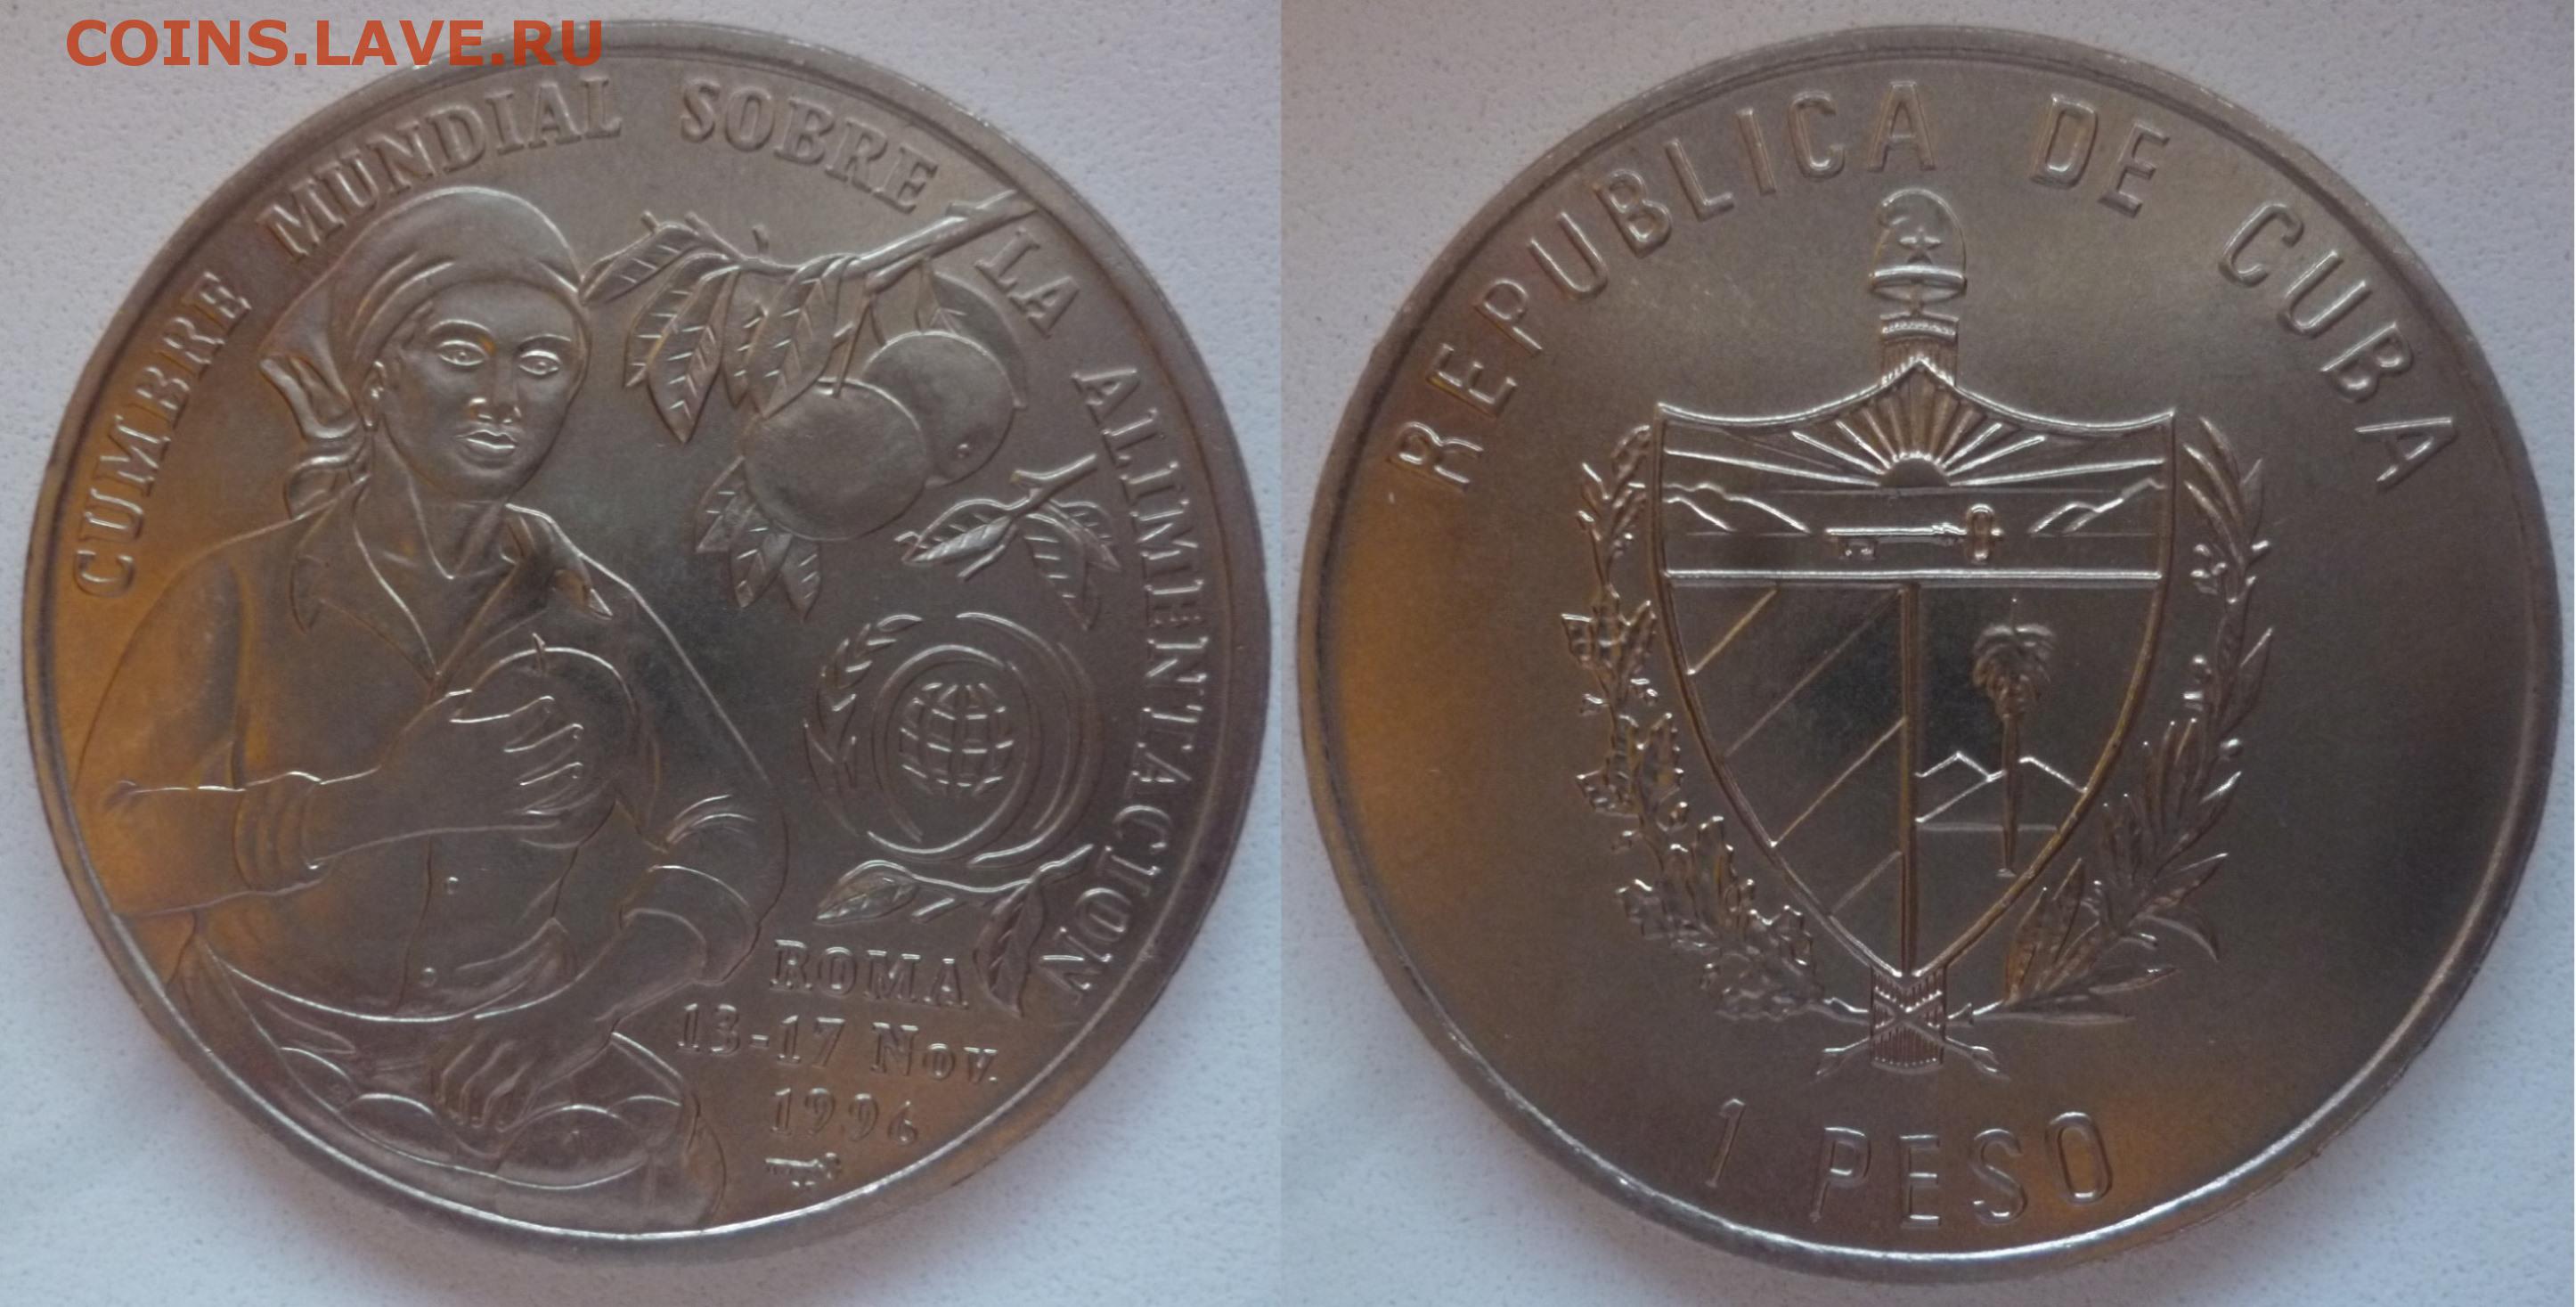 COINS.LAVE.RU
CUMBRE MUNDIAL SOBRE LA ALIMENTACION
ROMA
13-17 Nov.
1996
REPUBLICA DE CUBA
1 PESO